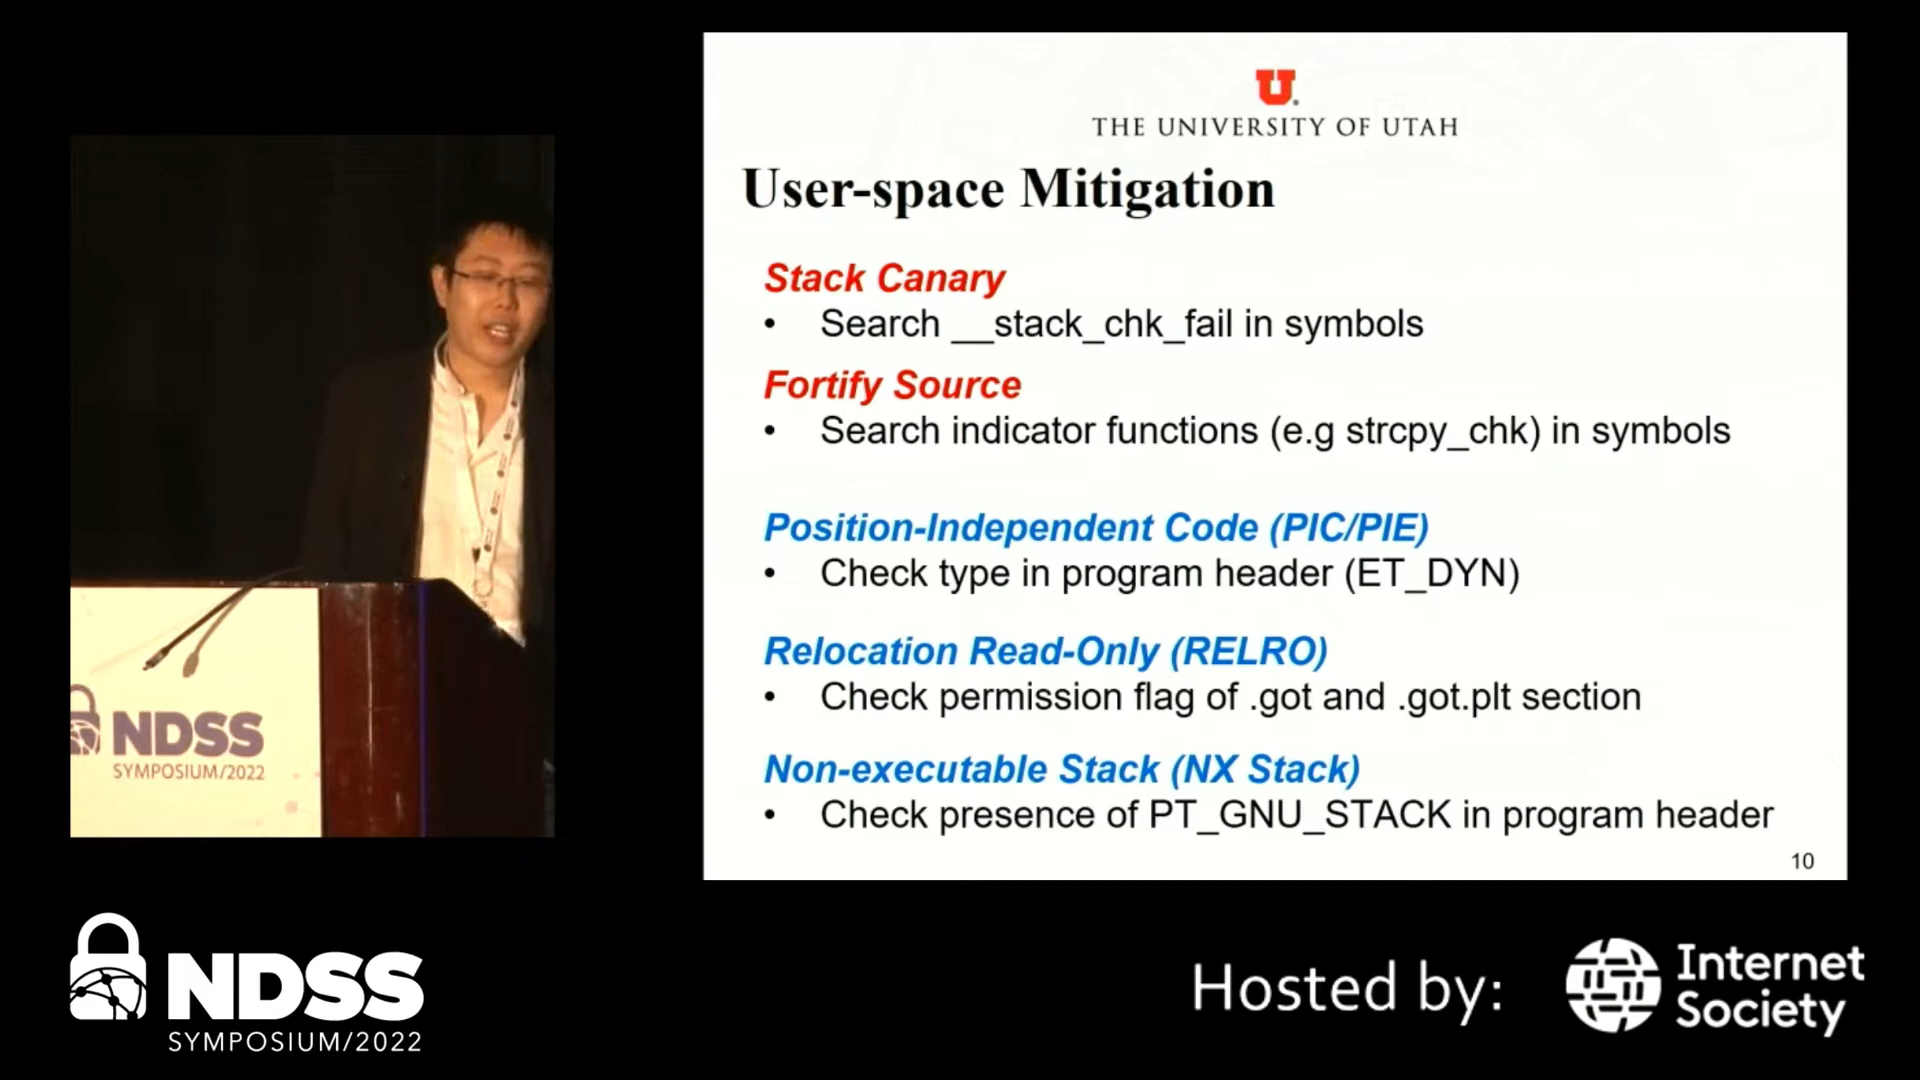 U.
THE UNIVERSITY OF UTAH
User-space Mitigation
Stack Canary
• Search __stack_chk_fail in symbols
Fortify Source
• Search indicator functions (e.g strcpy_chk) in symbols
Position-Independent Code (PIC/PIE)
• Check type in program header (ET_DYN)
Relocation Read-Only (RELRO)
• Check permission flag of .got and .got.plt section
Non-executable Stack (NX Stack)
• Check presence of PT_GNU_STACK in program header
10
NDSS
SYMPOSIUM/2022
NDSS
SYMPOSIUM/2022
Hosted by:
Internet
Society